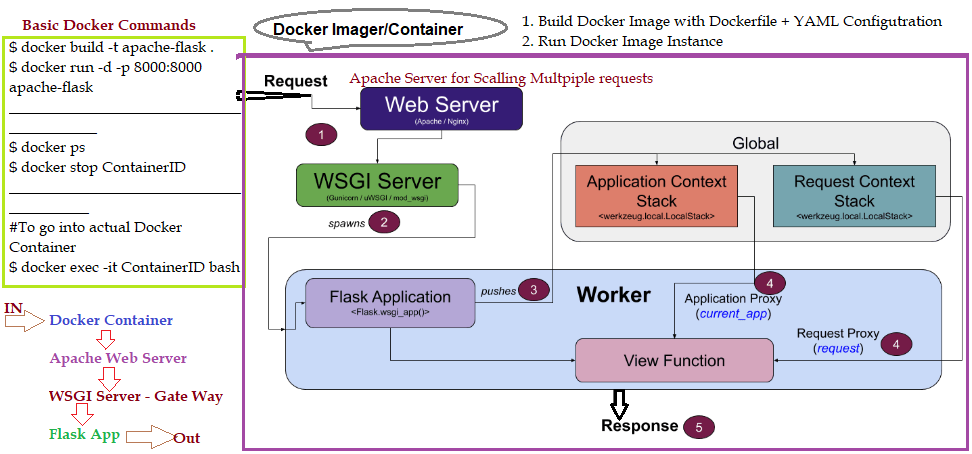 Basic Docker Commands
$ docker build -t apache-flask .
$ docker run -d -p 8000:8000
apache-flask
$ docker ps
$ docker stop ContainerID
#To go into actual Docker
Container
$ docker exec -it ContainerID bash
IN
Docker Container
Apache Web Server
WSGI Server - Gate Way
Flask App
Out
Docker Imager/Container
1. Build Docker Image with Dockerfile + YAML Configutration
2. Run Docker Image Instance
Request
Apache Server for Scalling Multpiple requests
Web Server
(Apache / Nginx)
1
WSGI Server
(Gunicorn / uWSGI / mod_wsgi)
spawns
2
Global
Application Context
Stack
<werkzeug.local.LocalStack>
Request Context
Stack
<werkzeug.local.LocalStack>
Flask Application
<Flask.wsgi_app()>
pushes
3
Worker
4
Application Proxy
(current_app)
Request Proxy
(request)
4
View Function
Response
5